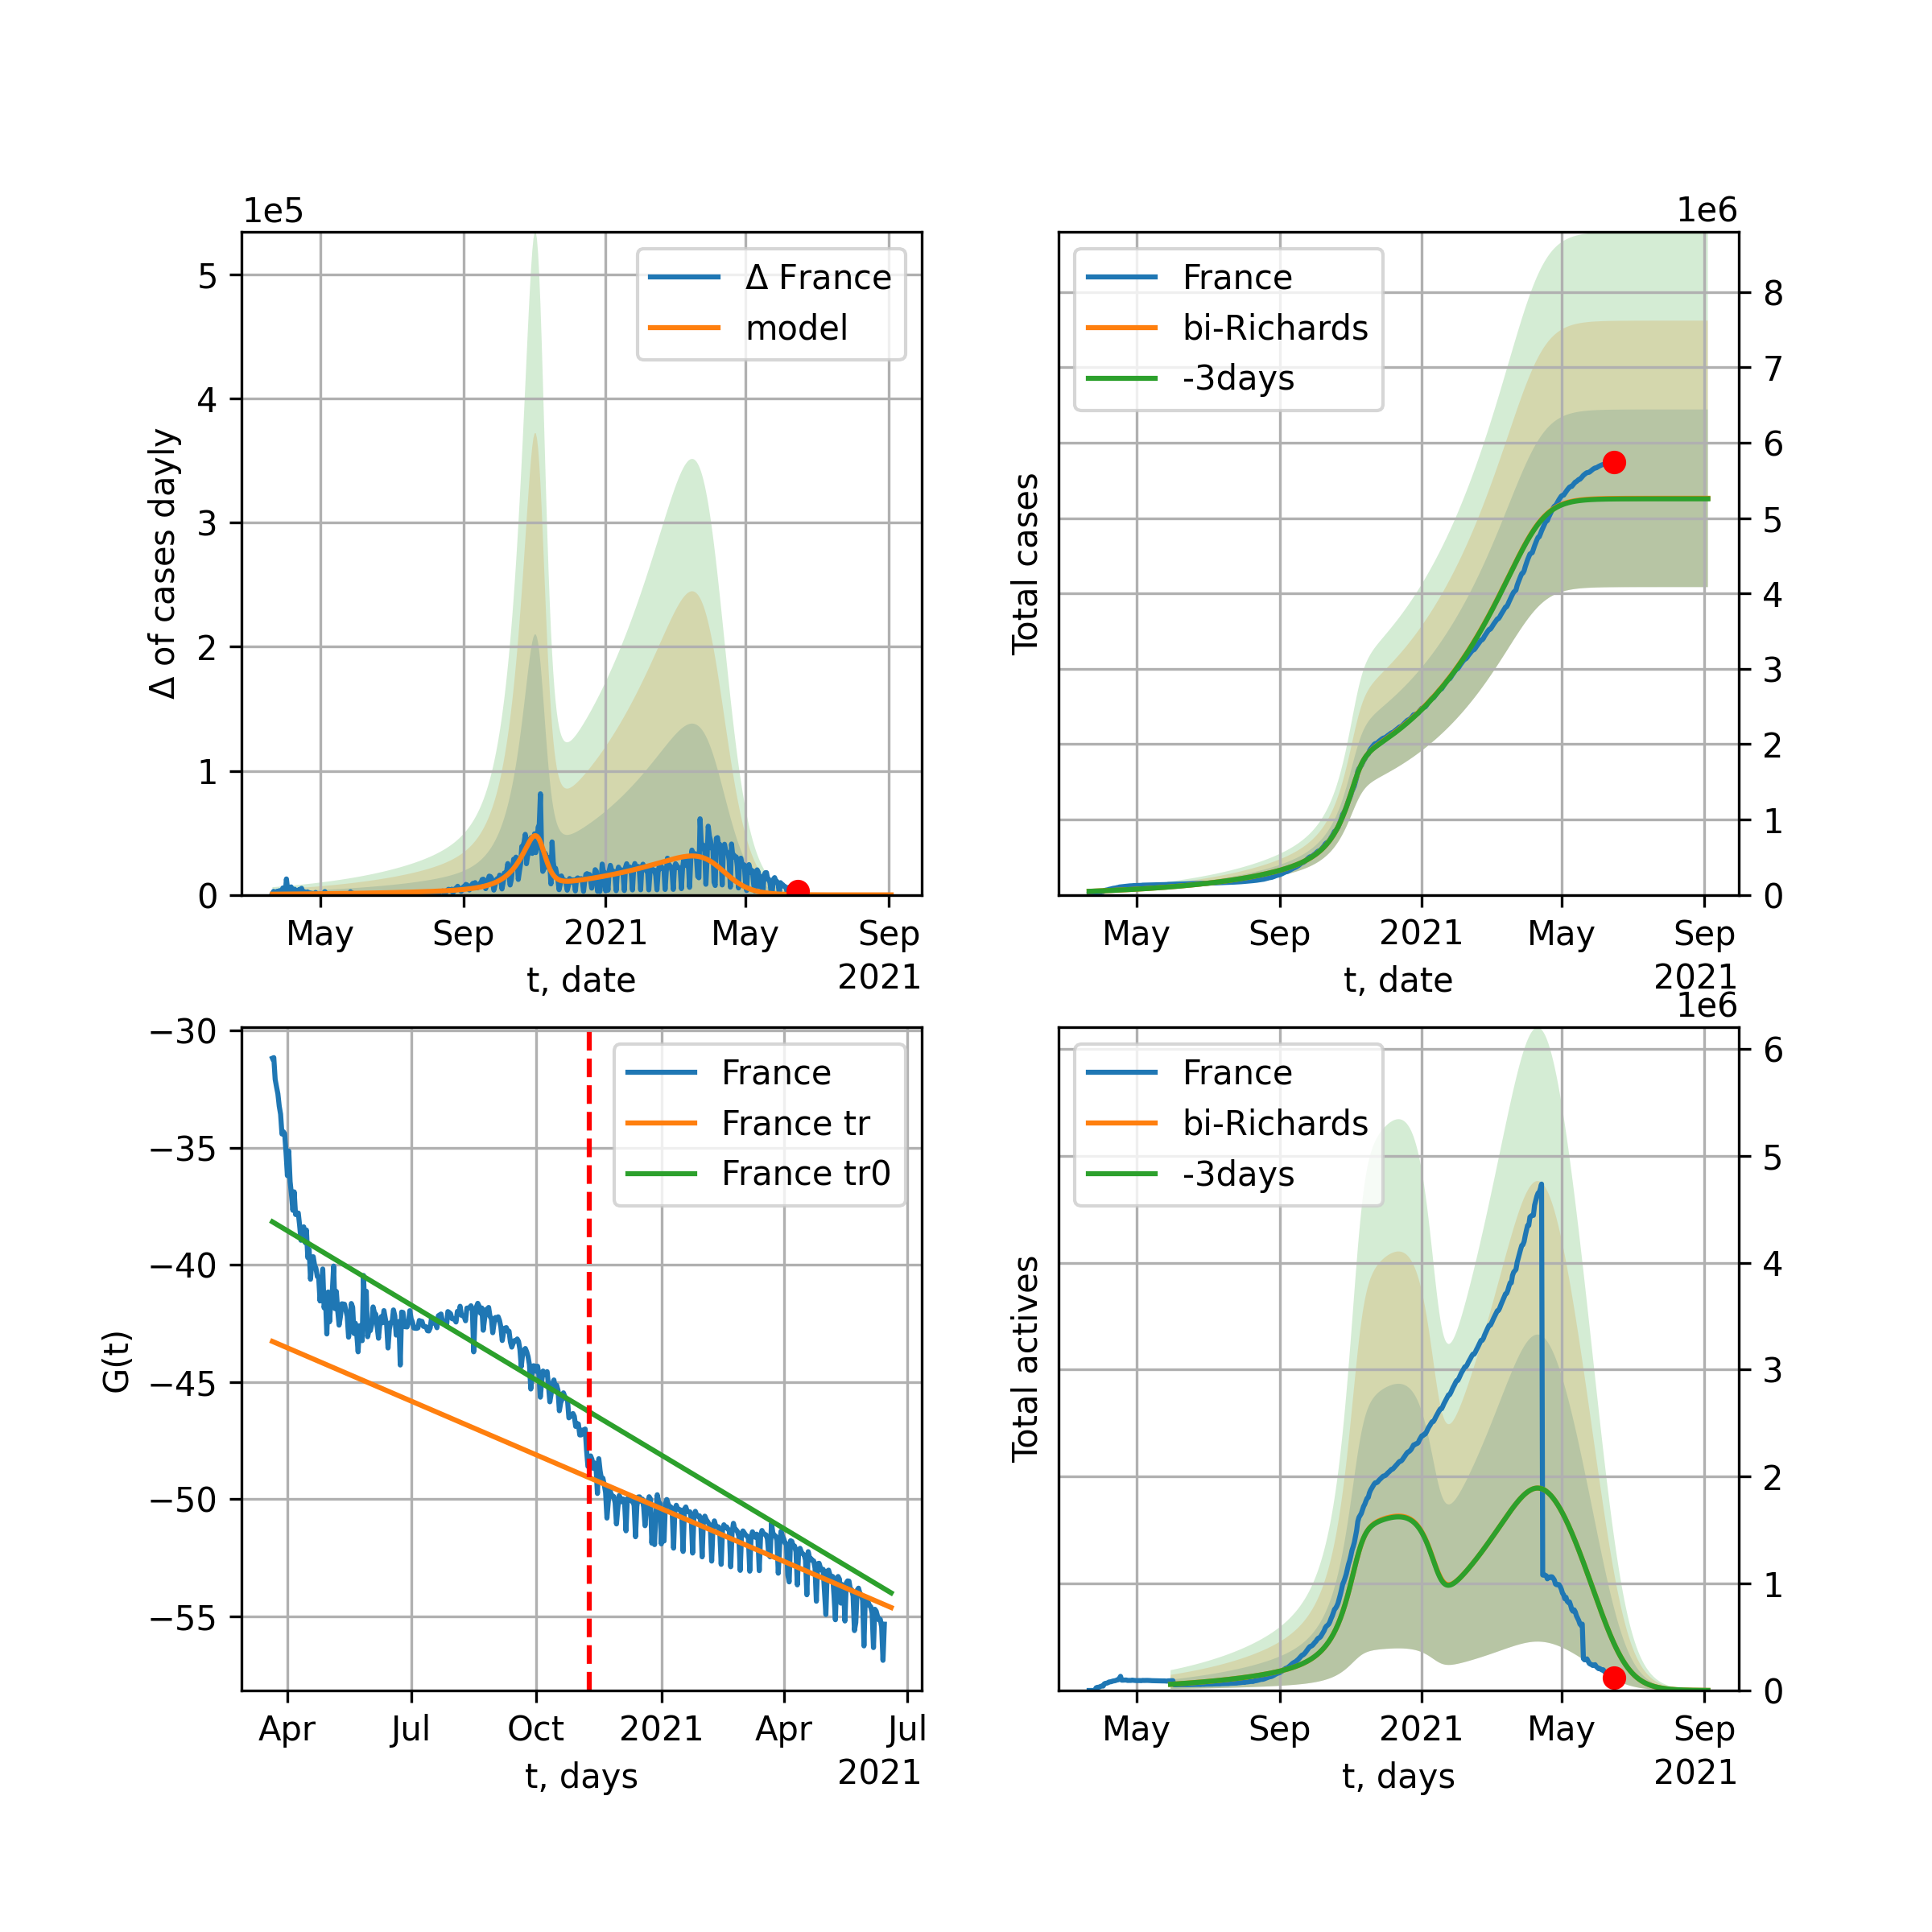 1e5
Δ France
model
5
4
3
2
1
0
Δ of cases dayly
May Sep 2021 May Sep
t, date 2021
1e6
France
bi-Richards
-3days
8
7
6
5
4
3
2
1
0
Total cases
May Sep 2021 May Sep
t, date 2021
France
France tr
France tr0
−30
−35
−40
−45
−50
−55
G(t)
Apr Jul Oct 2021 Apr Jul
t, days 2021
1e6
France
bi-Richards
-3days
6
5
4
3
2
1
0
Total actives
May Sep 2021 May Sep
t, days 2021